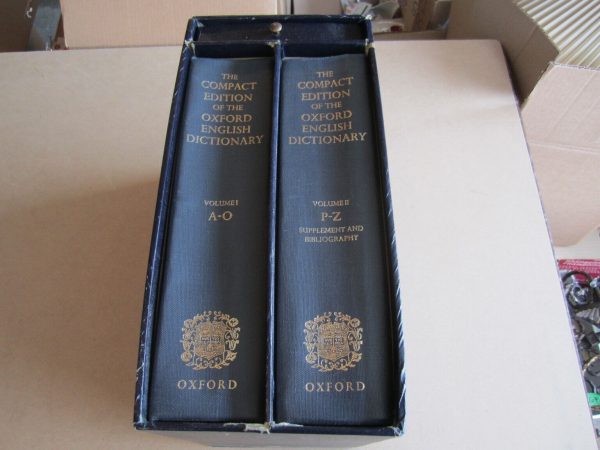 THE
COMPACT
EDITION
OF THE
OXFORD
ENGLISH
DICTIONARY
VOLUME I
A-O
OXFORD
THE
COMPACT
EDITION
OF THE
OXFORD
ENGLISH
DICTIONARY
VOLUME II
P-Z
SUPPLEMENT AND
BIBLIOGRAPHY
OXFORD